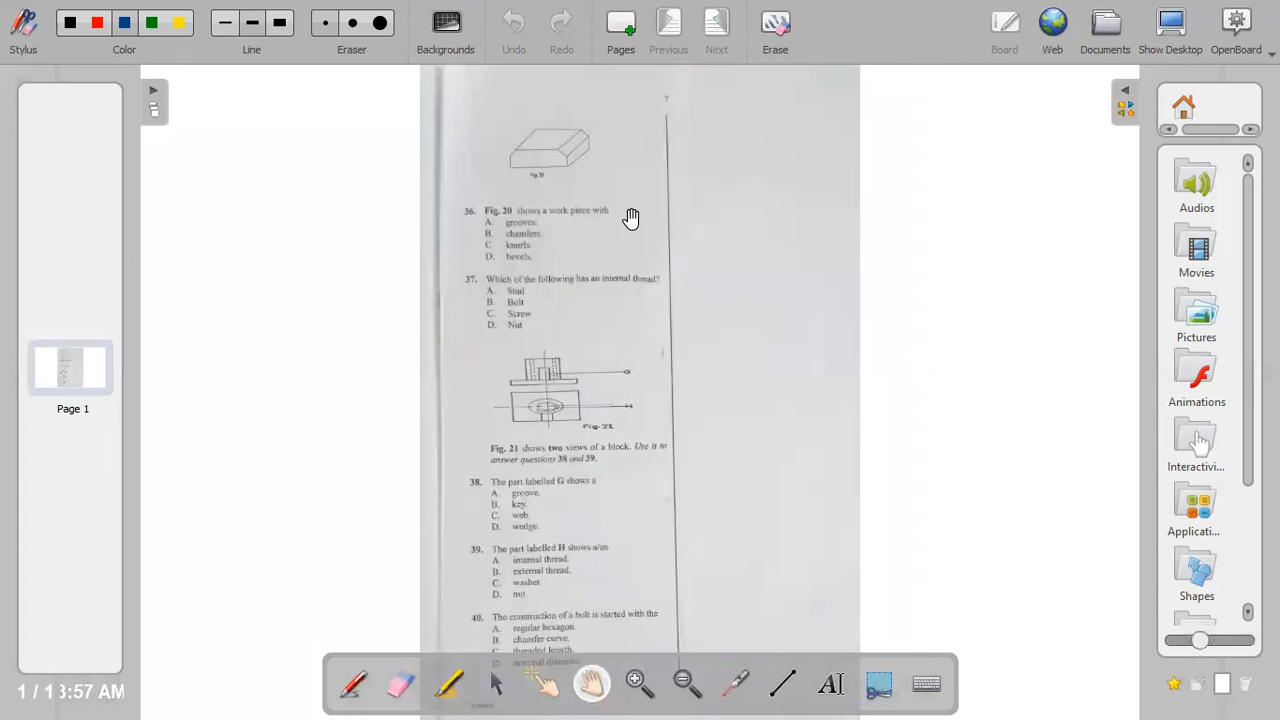 Stylus
Color
Line
Eraser
Backgrounds
Undo
Redo
Pages
Previous
Next
Erase
Board
Web
Documents
Show Desktop
OpenBoard
7
36. Fig. 20 shows a work piece with
A. grooves.
B. chamfers.
C. knurls.
D. bevels.
37. Which of the following has an internal thread?
A. Stud
B. Bolt
C. Screw
D. Nut
G
H
Fig-21
Fig. 21 shows two views of a block. Use it to
answer questions 38 and 39.
38. The part labelled G shows a
A. groove.
B. key.
C. web.
D. wedge.
39. The part labelled H shows a/an
A. internal thread.
B. external thread.
C. washer.
D. nut.
40. The construction of a bolt is started with the
A. regular hexagon.
B. chamfer curve.
C. threaded length.
D. nominal diameter.
Page 1
1 / 1
3:57 AM
Audios
Movies
Pictures
Animations
Interactivi...
Applicati...
Shapes